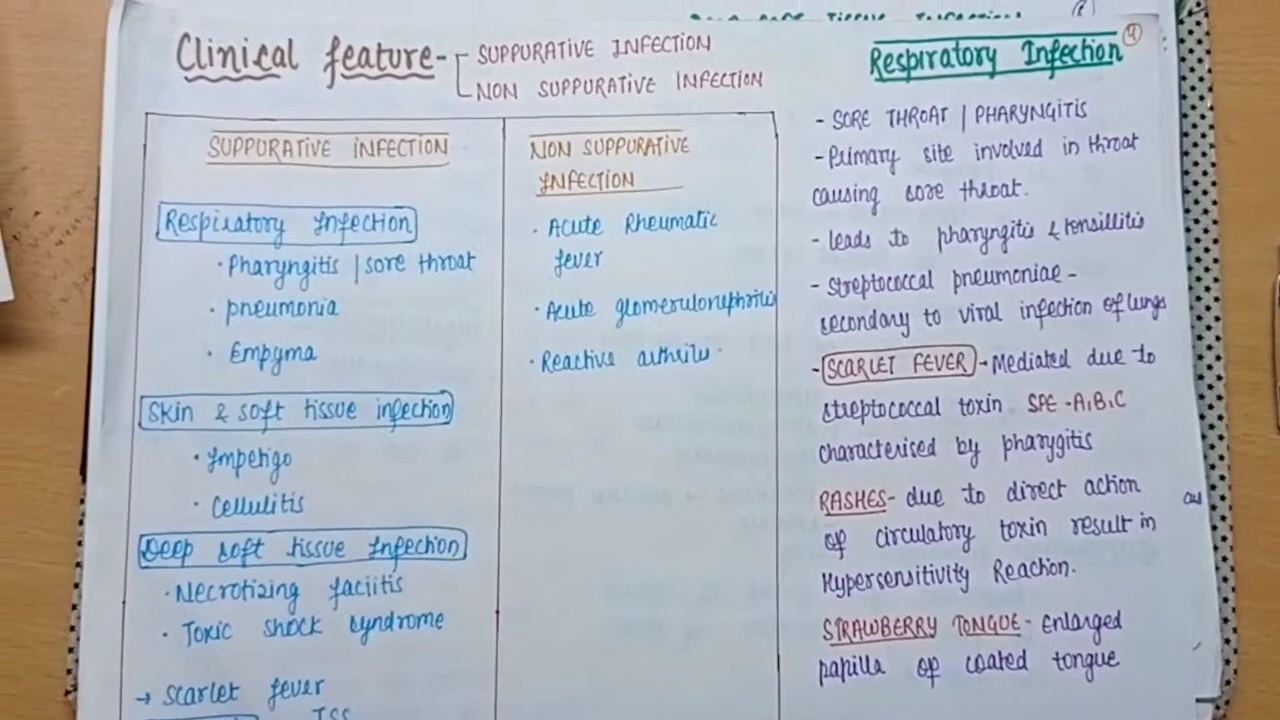 Clinical feature-
SUPPURATIVE INFECTION
NON SUPPURATIVE INFECTION
SUPPURATIVE INFECTION
Respiratory Infection
· Pharyngitis | sore throat
· pneumonia
· Empyma
Skin & soft tissue infection
· Impetigo
· cellulitis
Deep soft tissue Infection
· Necrotizing faciitis
· Toxic shock syndrome
→ scarlet fever
TSS
NON SUPPURATIVE
INFECTION
· Acute Rheumatic
fever
· Acute glomerulonephritis
· Reactive arthritis
Respiratory Infection
4
- SORE THROAT | PHARYNGITIS
- Primary site involved in throat
causing sore throat.
- leads to pharyngitis & tonsillitis
- streptococcal pneumoniae -
secondary to viral infection of lungs
- SCARLET FEVER - Mediated due to
streptococcal toxin SPE - A,B,C
characterised by pharygitis
RASHES - due to direct action
of circulatory toxin result in
Hypersensitivity Reaction.
STRAWBERRY TONGUE - Enlarged
papilla of coated tongue